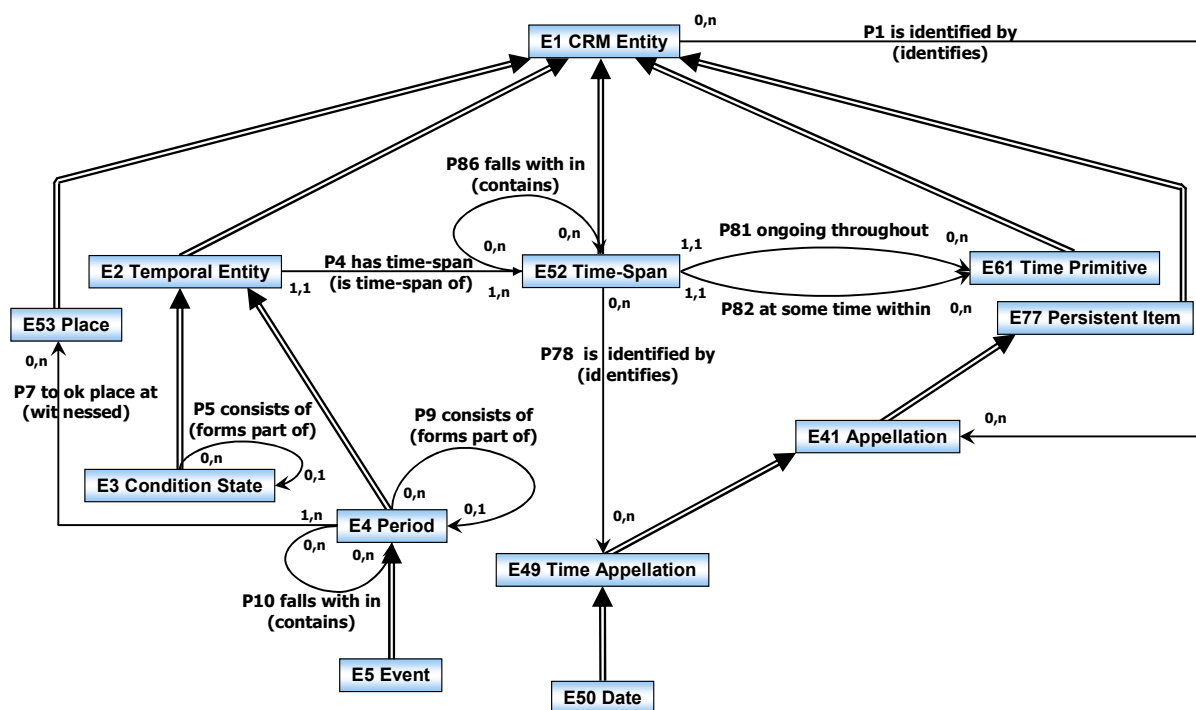 0,n
P1 is identified by
(identifies)
E1 CRM Entity
P86 falls with in
(contains)
0,n
0,n
P81 ongoing throughout
1,1
0,n
E2 Temporal Entity
P4 has time-span
(is time-span of)
1,1
1,n
E52 Time-Span
E61 Time Primitive
1,1
0,n
P82 at some time within
0,n
E53 Place
E77 Persistent Item
0,n
P78 is identified by
(identifies)
P7 to ok place at
(witnessed)
P5 consists of
(forms part of)
P9 consists of
(forms part of)
0,n
0,1
E41 Appellation
0,n
E3 Condition State
0,n
0,1
1,n
E4 Period
0,n
0,n
0,n
E49 Time Appellation
P10 falls with in
(contains)
E5 Event
E50 Date